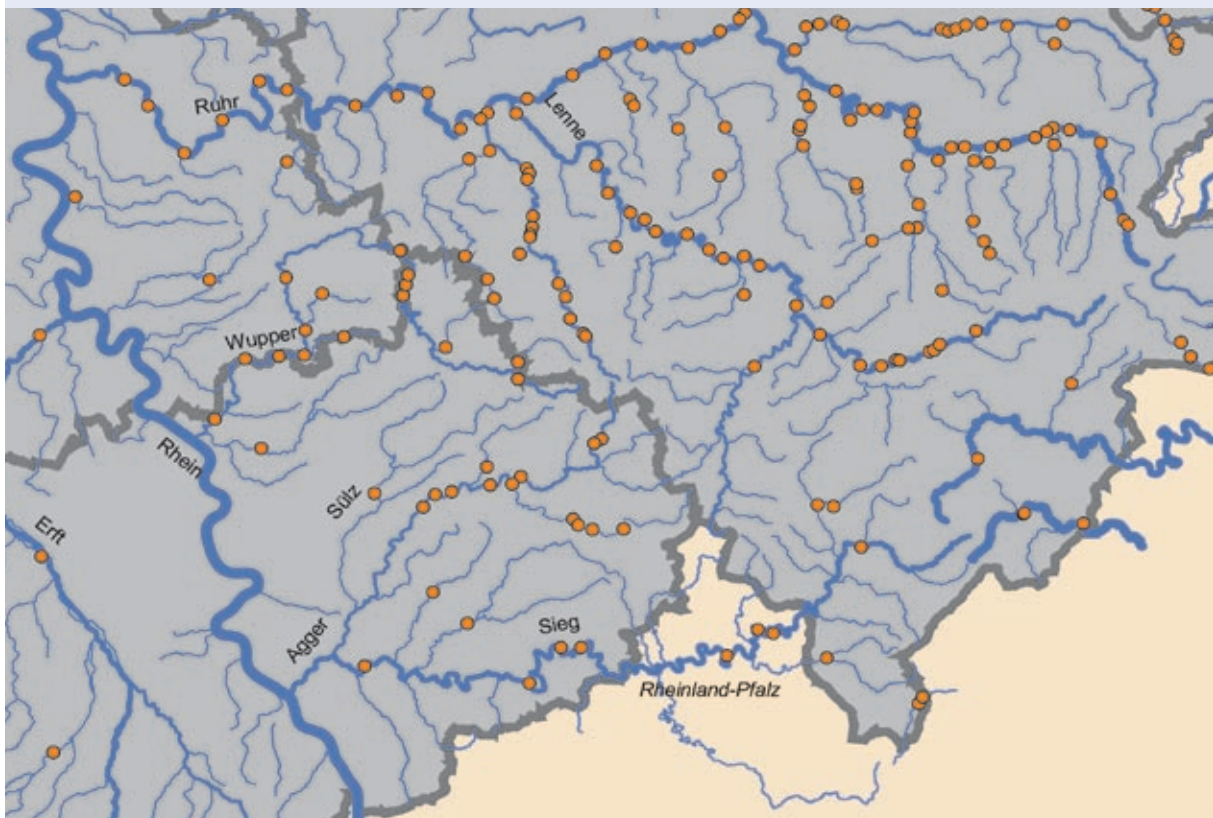 Ruhr
Lenne
Wupper
Rhein
Sülz
Erft
Agger
Sieg
Rheinland-Pfalz